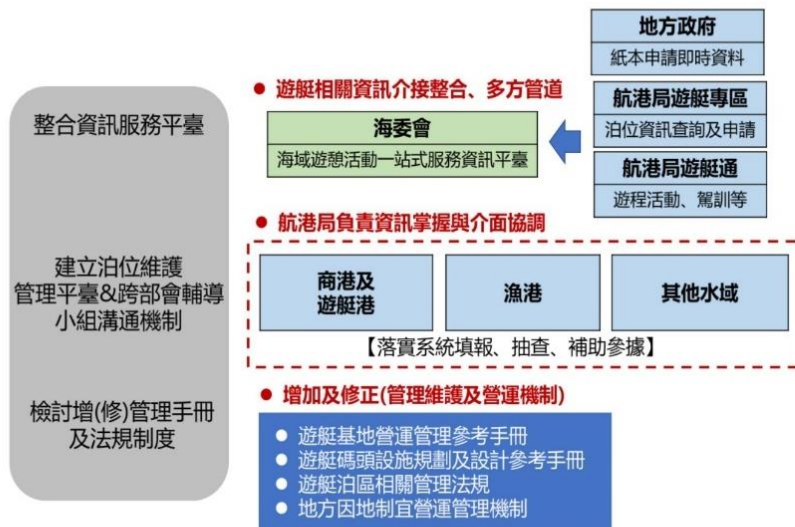 地方政府
紙本申請即時資料
● 遊艇相關資訊介接整合、多方管道
航港局遊艇專區
泊位資訊查詢及申請
整合資訊服務平臺
海委會
海域遊憩活動一站式服務資訊平臺
航港局遊艇通
遊程活動、駕訓等
● 航港局負責資訊掌握與介面協調
建立泊位維護
管理平臺&跨部會輔導
小組溝通機制
商港及
遊艇港
漁港
其他水域
【落實系統填報、抽查、補助參據】
● 增加及修正(管理維護及營運機制)
檢討增(修)管理手冊
及法規制度
● 遊艇基地營運管理參考手冊
● 遊艇碼頭設施規劃及設計參考手冊
● 遊艇泊區相關管理法規
● 地方因地制宜營運管理機制